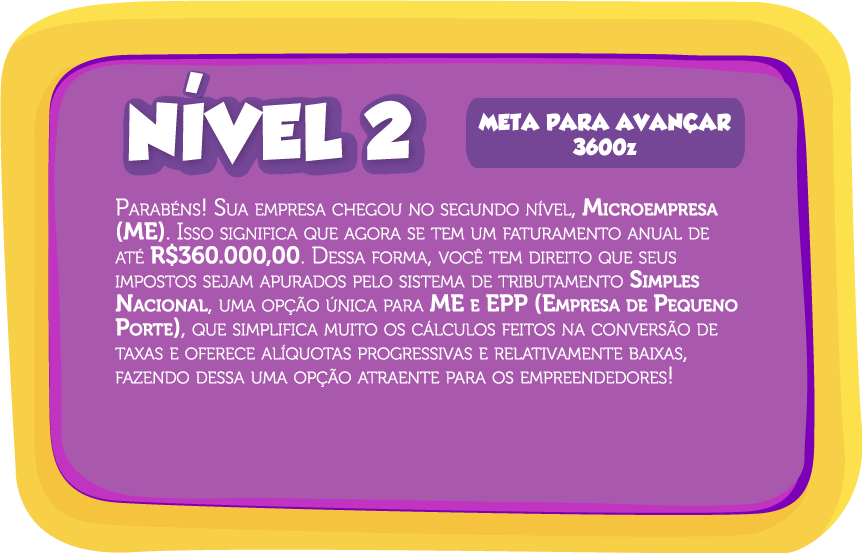 NÍVEL 2
META PARA AVANÇAR
3600z
Parabéns! Sua empresa chegou no segundo nível, Microempresa
(ME). Isso significa que agora se tem um faturamento anual de
até R$360.000,00. Dessa forma, você tem direito que seus
impostos sejam apurados pelo sistema de tributamento Simples
Nacional, uma opção única para ME e EPP (Empresa de Pequeno
Porte), que simplifica muito os cálculos feitos na conversão de
taxas e oferece alíquotas progressivas e relativamente baixas,
fazendo dessa uma opção atraente para os empreendedores!